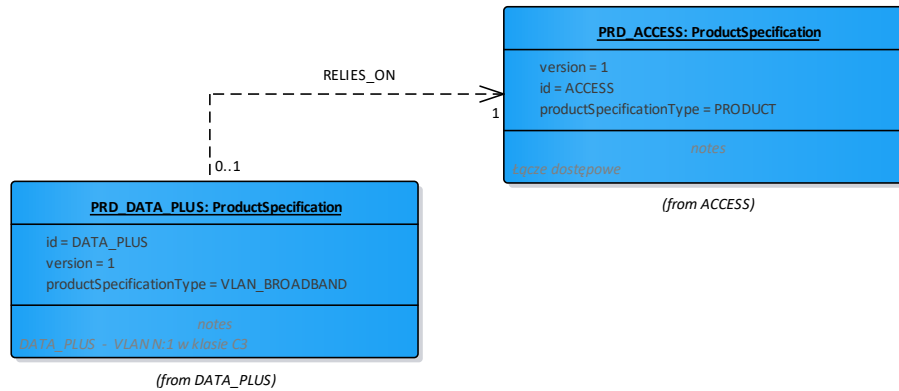 PRD_ACCESS: ProductSpecification
version = 1
id = ACCESS
productSpecificationType = PRODUCT
notes
Łącze dostępowe
(from ACCESS)
RELIES_ON
1
0..1
PRD_DATA_PLUS: ProductSpecification
id = DATA_PLUS
version = 1
productSpecificationType = VLAN_BROADBAND
notes
DATA_PLUS - VLAN N:1 w klasie C3
(from DATA_PLUS)